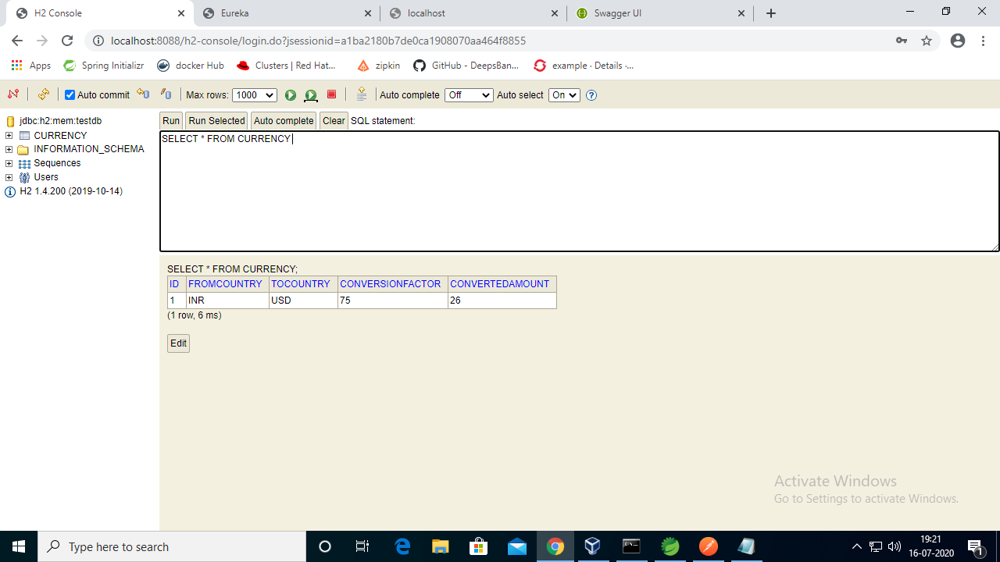 H2 Console
Eureka
localhost
Swagger UI
localhost:8088/h2-console/login.do?jsessionid=a1ba2180b7de0ca1908070aa464f8855
Apps
Spring Initializr
docker Hub
Clusters | Red Hat...
zipkin
GitHub - DeepsBan...
example · Details ·...
Auto commit
Max rows:
1000
Auto complete
Off
Auto select
On
jdbc:h2:mem:testdb
CURRENCY
INFORMATION_SCHEMA
Sequences
Users
H2 1.4.200 (2019-10-14)
Run
Run Selected
Auto complete
Clear
SQL statement:
SELECT * FROM CURRENCY
SELECT * FROM CURRENCY;
ID FROMCOUNTRY TOCOUNTRY CONVERSIONFACTOR CONVERTEDAMOUNT
1 INR USD 75 26
(1 row, 6 ms)
Edit
Activate Windows
Go to Settings to activate Windows.
Type here to search
19:21
16-07-2020
1